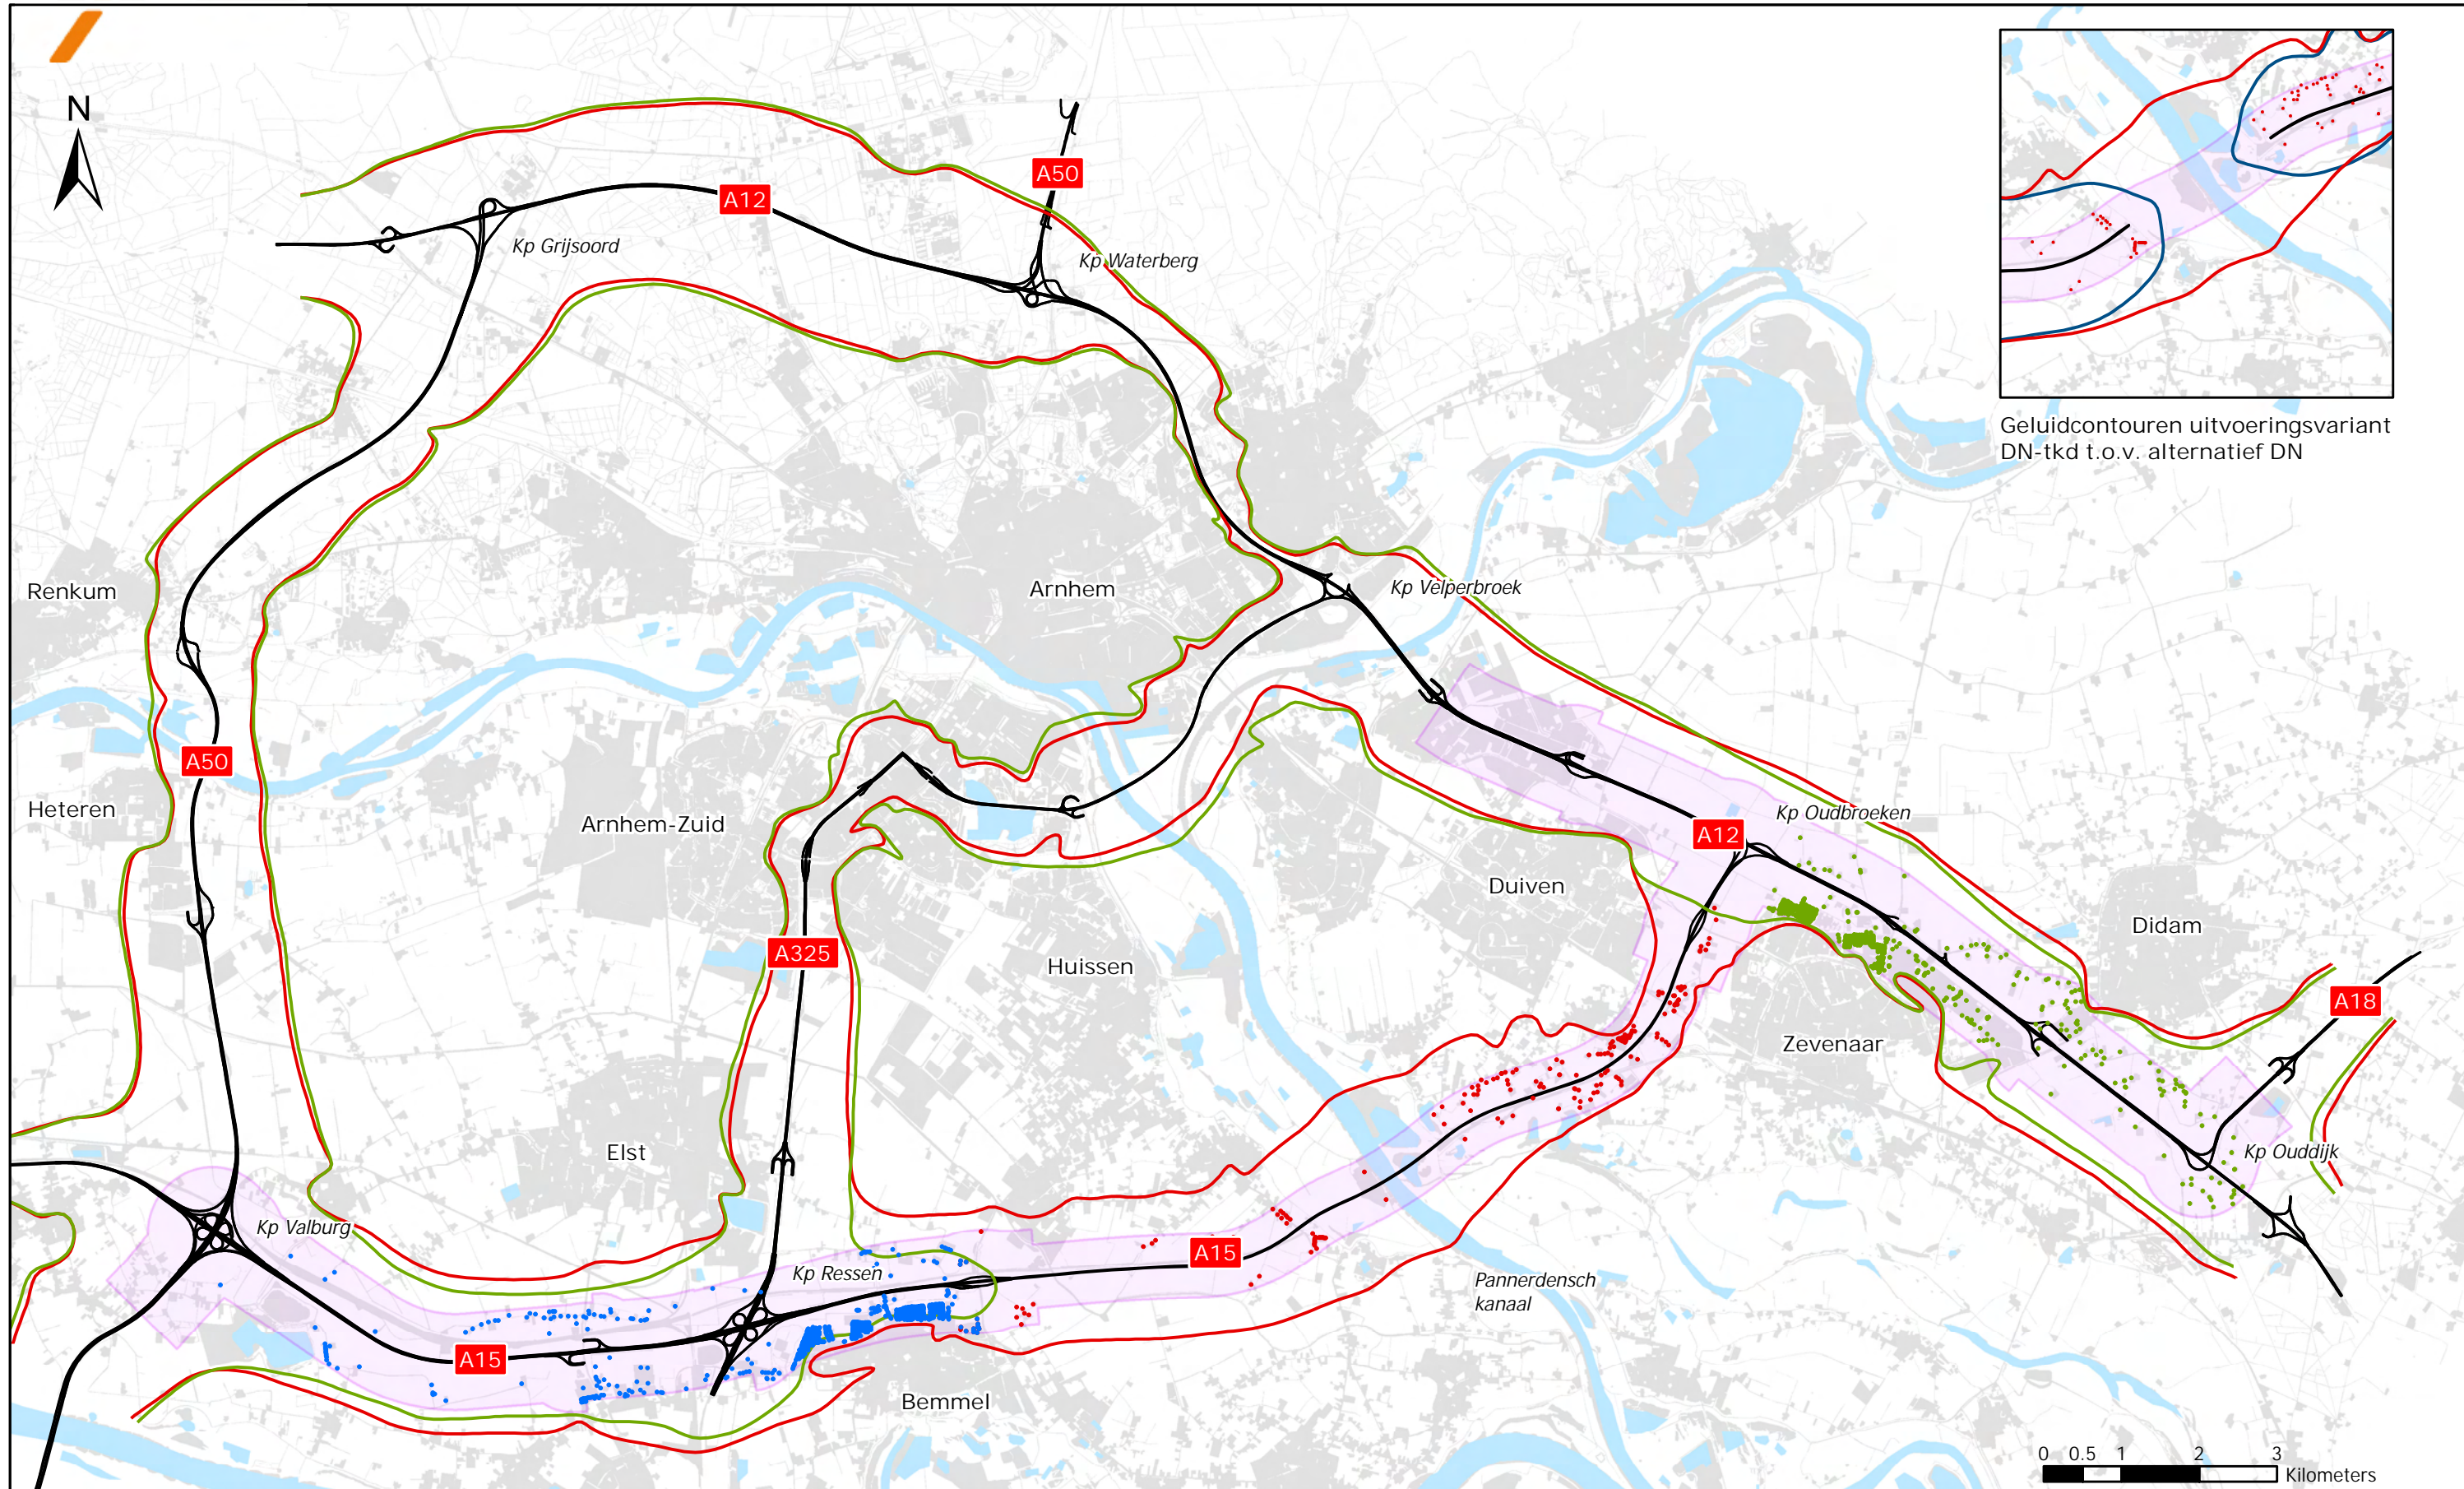 N
A12
A50
Kp Grijsoord
Kp Waterberg
Geluidcontouren uitvoeringsvariant
DN-tkd t.o.v. alternatief DN
Renkum
Arnhem
Kp Velperbroek
A50
Heteren
Arnhem-Zuid
Kp Oudbroeken
A12
Duiven
Didam
A325
Huissen
A18
Zevenaar
Elst
Kp Ouddijk
Kp Valburg
A15
Kp Ressen
Pannerdensch
kanaal
A15
Bemmel
0 0.5 1 2 3
Kilometers